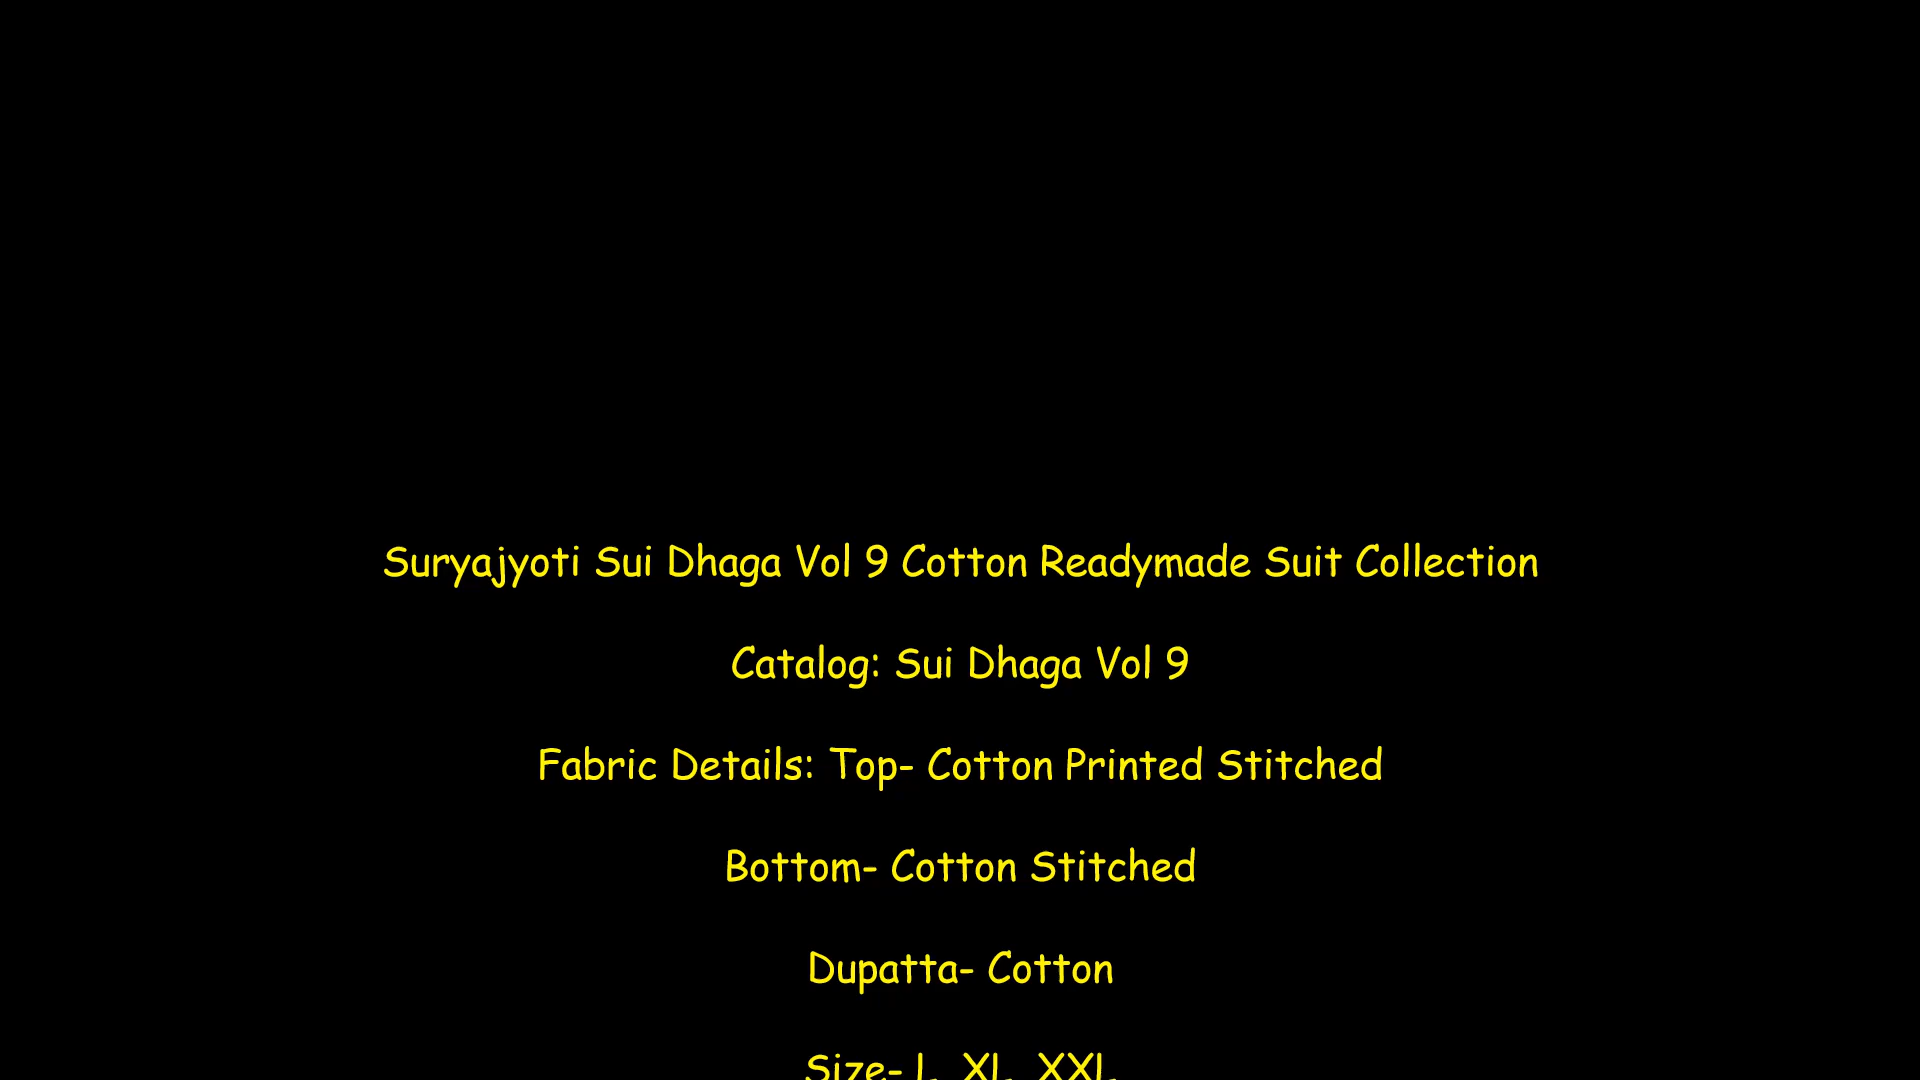 Suryajyoti Sui Dhaga Vol 9 Cotton Readymade Suit Collection
Catalog: Sui Dhaga Vol 9
Fabric Details: Top- Cotton Printed Stitched
Bottom- Cotton Stitched
Dupatta- Cotton
Size- L, XL, XXL